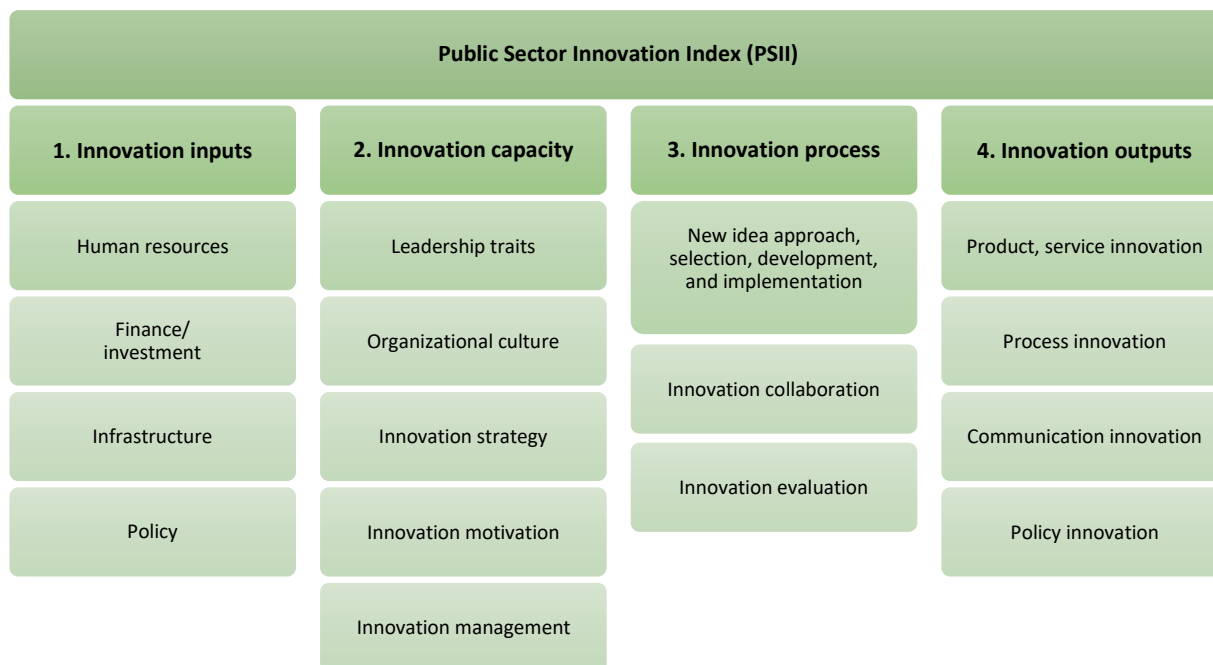 Public Sector Innovation Index (PSII)
1. Innovation inputs
Human resources
Finance/
investment
Infrastructure
Policy
2. Innovation capacity
Leadership traits
Organizational culture
Innovation strategy
Innovation motivation
Innovation management
3. Innovation process
New idea approach,
selection, development,
and implementation
Innovation collaboration
Innovation evaluation
4. Innovation outputs
Product, service innovation
Process innovation
Communication innovation
Policy innovation